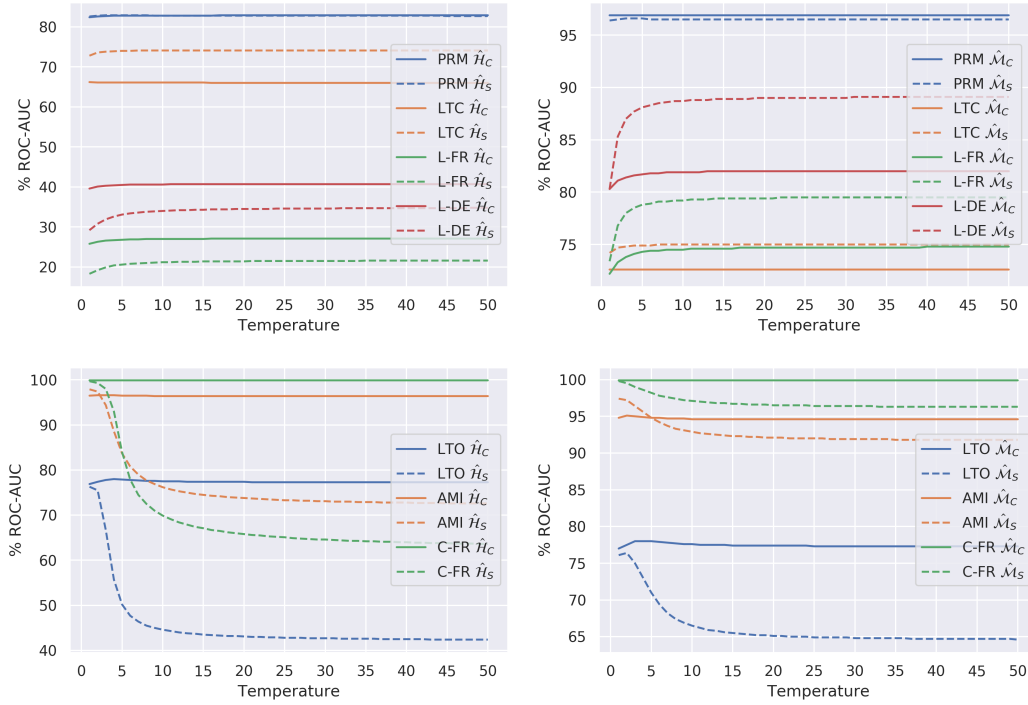 % ROC-AUC
80
70
60
50
40
30
20
PRM Ĥ_C
PRM Ĥ_S
LTC Ĥ_C
LTC Ĥ_S
L-FR Ĥ_C
L-FR Ĥ_S
L-DE Ĥ_C
L-DE Ĥ_S
0 5 10 15 20 25 30 35 40 45 50
Temperature
% ROC-AUC
95
90
85
80
75
PRM M̂_C
PRM M̂_S
LTC M̂_C
LTC M̂_S
L-FR M̂_C
L-FR M̂_S
L-DE M̂_C
L-DE M̂_S
0 5 10 15 20 25 30 35 40 45 50
Temperature
% ROC-AUC
100
90
80
70
60
50
40
LTO Ĥ_C
LTO Ĥ_S
AMI Ĥ_C
AMI Ĥ_S
C-FR Ĥ_C
C-FR Ĥ_S
0 5 10 15 20 25 30 35 40 45 50
Temperature
% ROC-AUC
100
95
90
85
80
75
70
65
LTO M̂_C
LTO M̂_S
AMI M̂_C
AMI M̂_S
C-FR M̂_C
C-FR M̂_S
0 5 10 15 20 25 30 35 40 45 50
Temperature